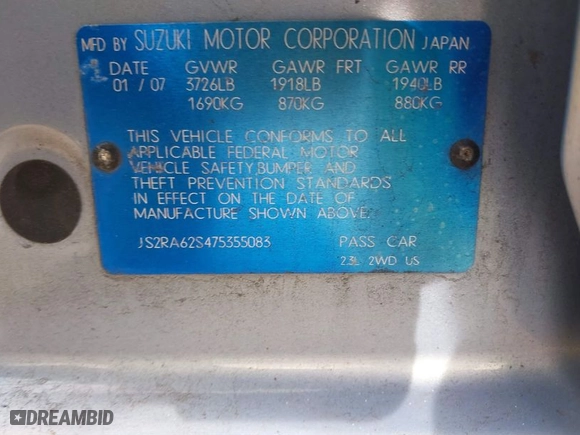 MFD BY SUZUKI MOTOR CORPORATION JAPAN
DATE GVWR GAWR FRT GAWR RR
01 / 07 3726LB 1918LB 1940LB
1690KG 870KG 880KG
THIS VEHICLE CONFORMS TO ALL
APPLICABLE FEDERAL MOTOR
VEHICLE SAFETY,BUMPER AND
THEFT PREVENTION STANDARDS
IN EFFECT ON THE DATE OF
MANUFACTURE SHOWN ABOVE.
JS2RA62S475355083 PASS CAR
2.3L 2WD US
DREAMBID